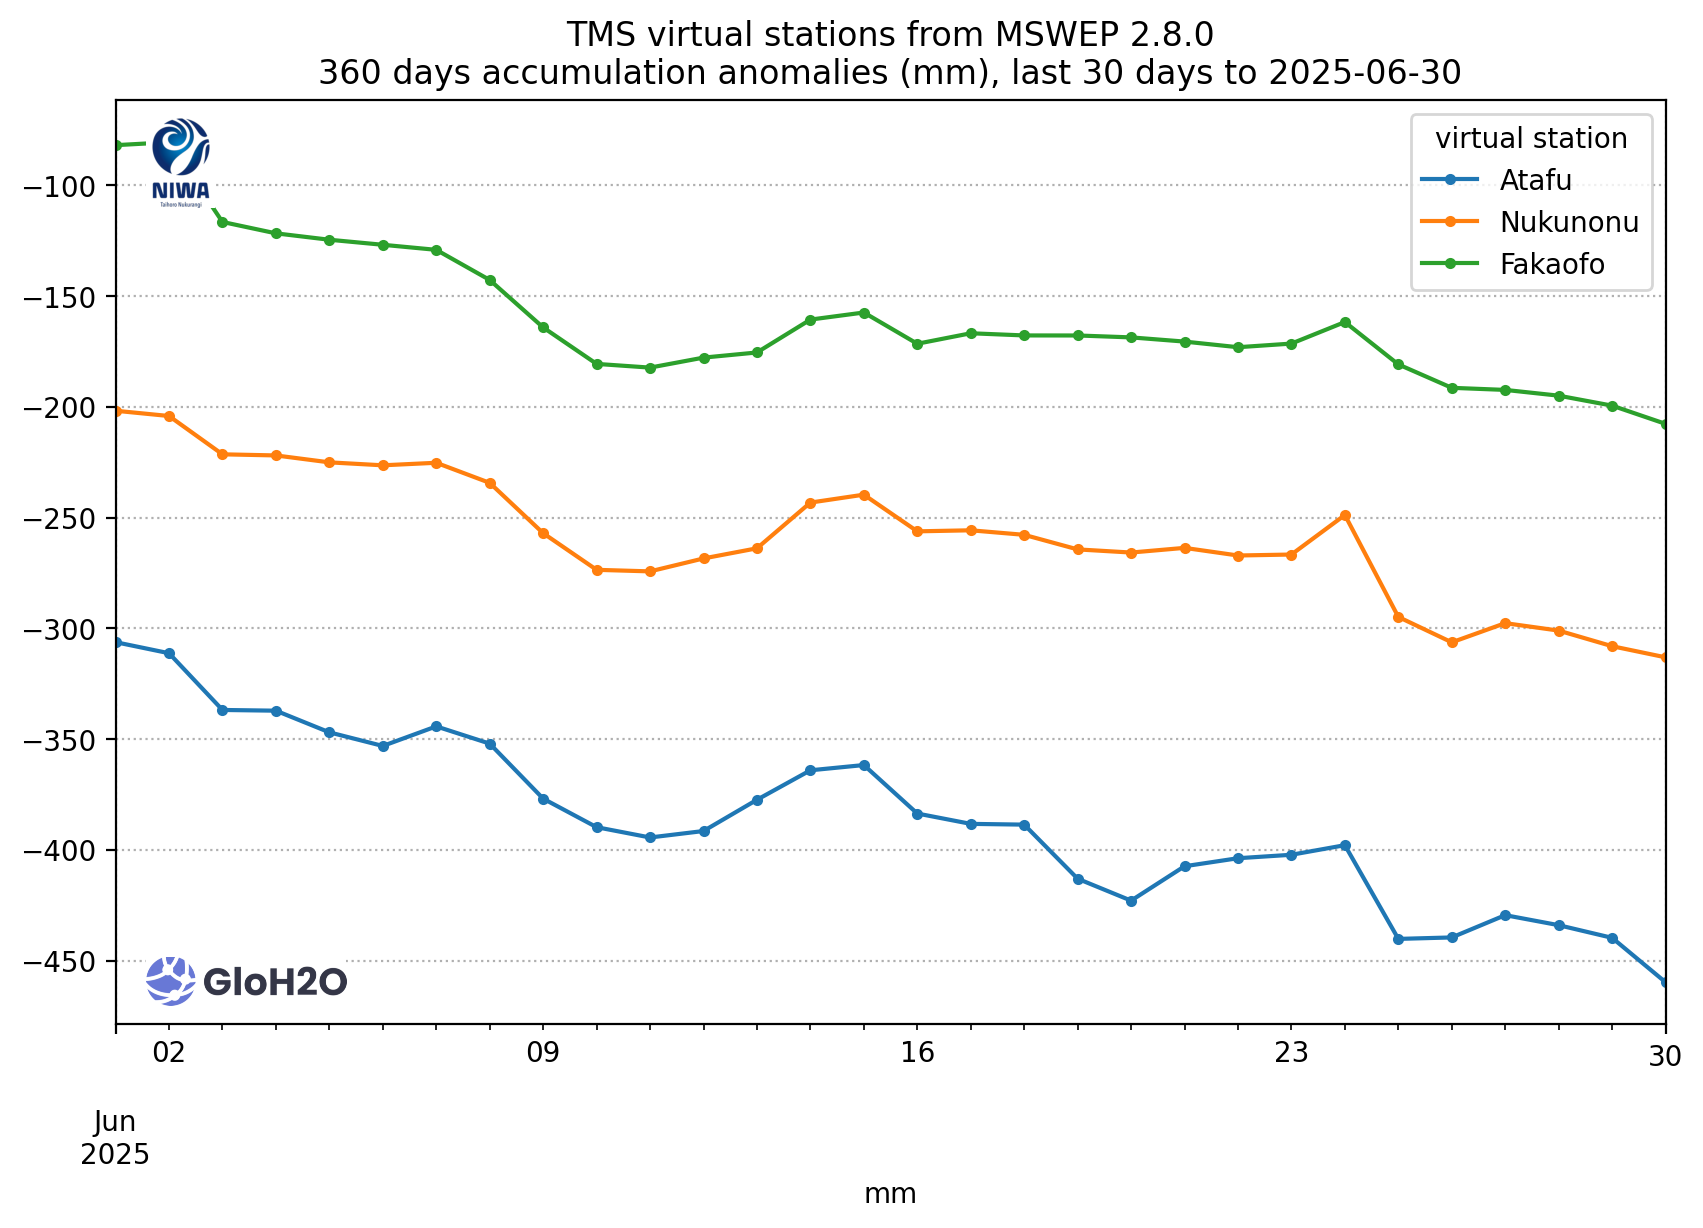 TMS virtual stations from MSWEP 2.8.0
360 days accumulation anomalies (mm), last 30 days to 2025-06-30
NIWA
Taihoro Nukurangi
virtual station
Atafu
Nukunonu
Fakaofo
−100
−150
−200
−250
−300
−350
−400
−450
GloH2O
02
09
16
23
30
Jun
2025
mm